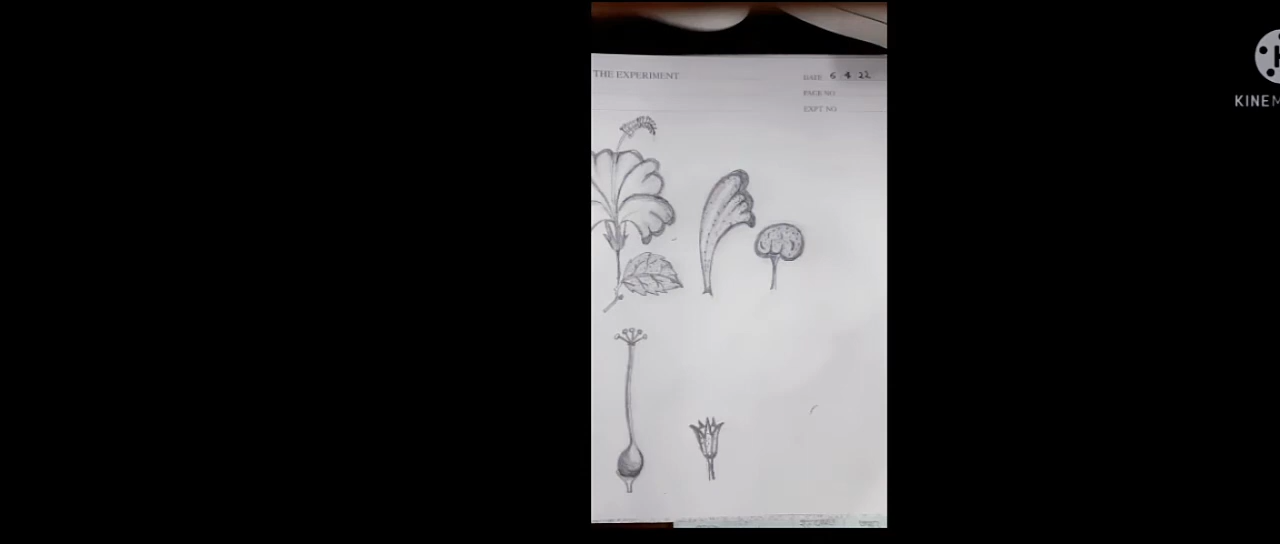 THE EXPERIMENT
DATE 6 4 22
PAGE NO
EXPT NO
KINEM